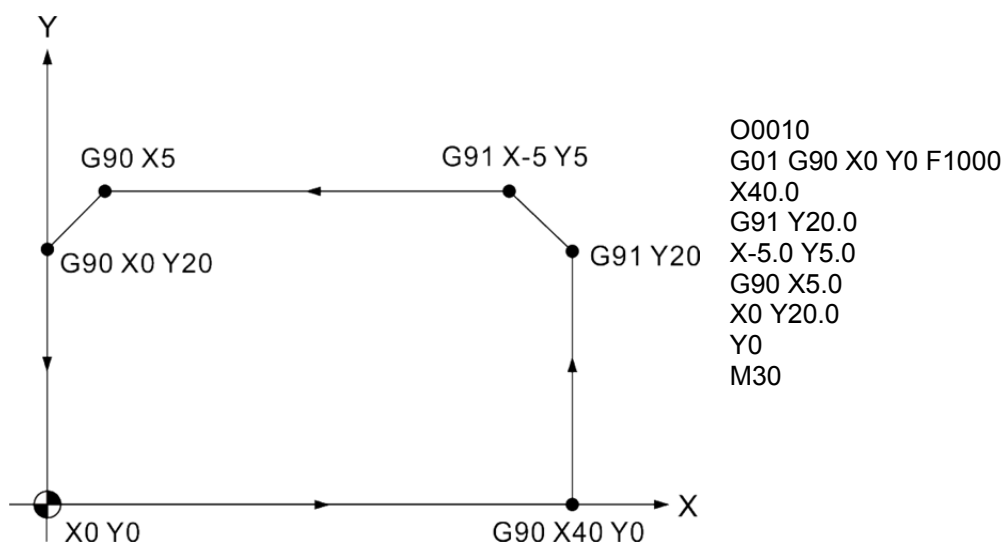 Y
G90 X5
G91 X-5 Y5
G90 X0 Y20
G91 Y20
X
X0 Y0
G90 X40 Y0
O0010
G01 G90 X0 Y0 F1000
X40.0
G91 Y20.0
X-5.0 Y5.0
G90 X5.0
X0 Y20.0
Y0
M30